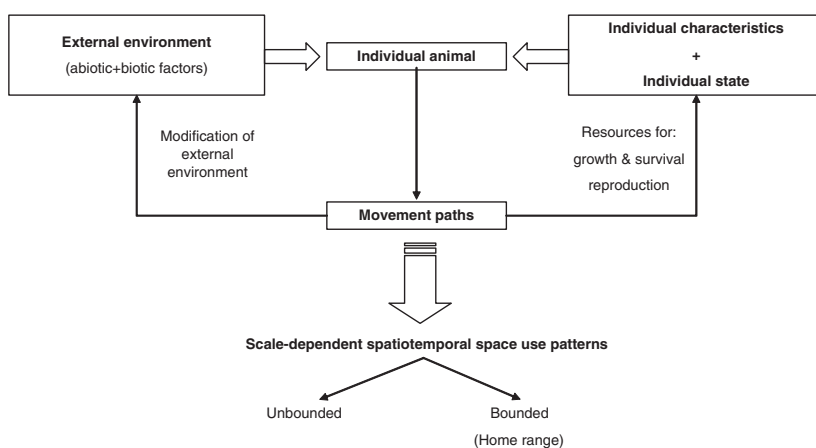 External environment
(abiotic+biotic factors)
Individual animal
Individual characteristics
+
Individual state
Modification of
external
environment
Resources for:
growth & survival
reproduction
Movement paths
Scale-dependent spatiotemporal space use patterns
Unbounded
Bounded
(Home range)